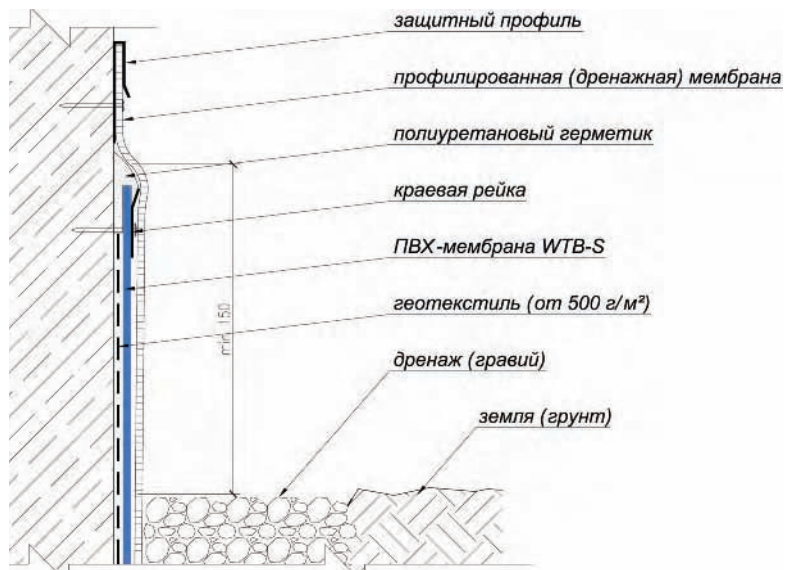 защитный профиль
профилированная (дренажная) мембрана
полиуретановый герметик
краевая рейка
ПВХ-мембрана WTB-S
геотекстиль (от 500 г/м²)
min 150
дренаж (гравий)
земля (грунт)